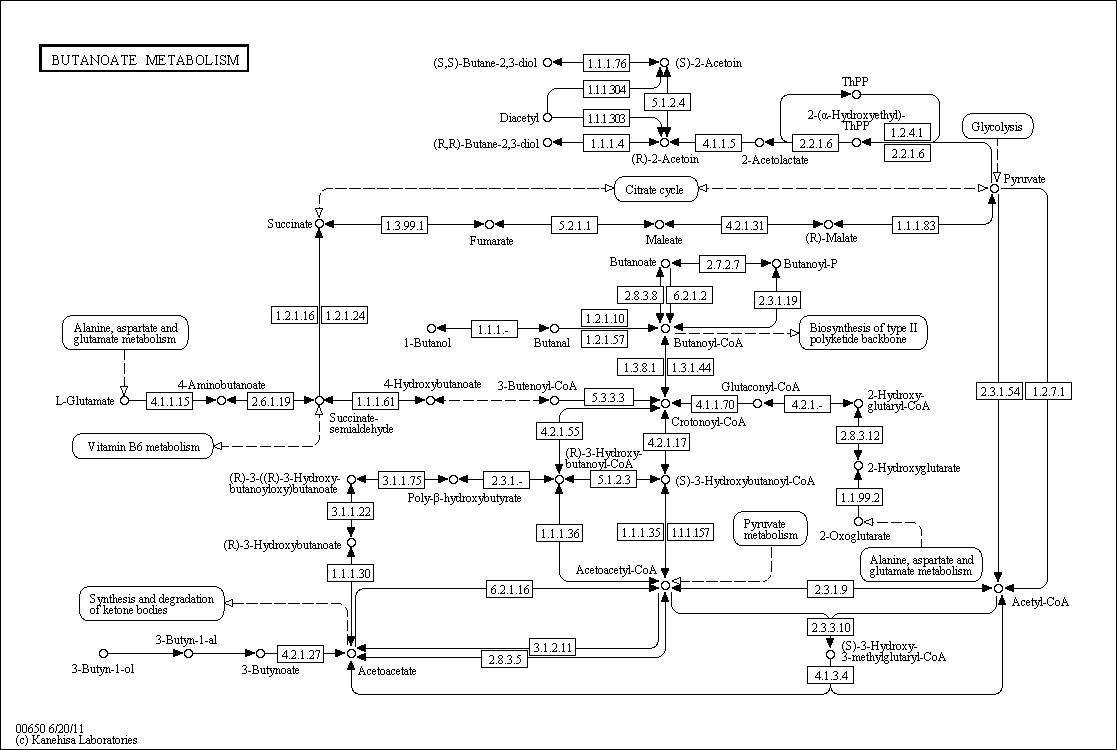 BUTANOATE METABOLISM
(S,S)-Butane-2,3-diol
1.1.1.76
(S)-2-Acetoin
1.1.1.304
5.1.2.4
Diacetyl
1.1.1.303
ThPP
2-(α-Hydroxyethyl)-
ThPP
Glycolysis
(R,R)-Butane-2,3-diol
1.1.1.4
(R)-2-Acetoin
4.1.1.5
2-Acetolactate
2.2.1.6
1.2.4.1
2.2.1.6
Citrate cycle
Pyruvate
Succinate
1.3.99.1
Fumarate
5.2.1.1
Maleate
4.2.1.31
(R)-Malate
1.1.1.83
Butanoate
2.7.2.7
Butanoyl-P
2.8.3.8
6.2.1.2
2.3.1.19
1.2.1.16
1.2.1.24
Alanine, aspartate and
glutamate metabolism
1-Butanol
1.1.1.-
Butanal
1.2.1.10
1.2.1.57
Butanoyl-CoA
Biosynthesis of type II
polyketide backbone
1.3.8.1
1.3.1.44
L-Glutamate
4.1.1.15
4-Aminobutanoate
2.6.1.19
Succinate-
semialdehyde
1.1.1.61
4-Hydroxybutanoate
3-Butenoyl-CoA
5.3.3.3
Crotonoyl-CoA
4.1.1.70
Glutaconyl-CoA
4.2.1.-
2-Hydroxy-
glutaryl-CoA
2.3.1.54
1.2.7.1
Vitamin B6 metabolism
4.2.1.55
4.2.1.17
2.8.3.12
(R)-3-((R)-3-Hydroxy-
butanoyloxy)butanoate
3.1.1.75
Poly-β-hydroxybutyrate
2.3.1.-
(R)-3-Hydroxy-
butanoyl-CoA
5.1.2.3
(S)-3-Hydroxybutanoyl-CoA
2-Hydroxyglutarate
1.1.99.2
3.1.1.22
2-Oxoglutarate
(R)-3-Hydroxybutanoate
1.1.1.36
1.1.1.35
1.1.1.157
Pyruvate
metabolism
Alanine, aspartate and
glutamate metabolism
1.1.1.30
Acetoacetyl-CoA
6.2.1.16
2.3.1.9
Acetyl-CoA
Synthesis and degradation
of ketone bodies
2.3.3.10
3-Butyn-1-ol
3-Butyn-1-al
3-Butynoate
4.2.1.27
Acetoacetate
3.1.2.11
2.8.3.5
(S)-3-Hydroxy-
3-methylglutaryl-CoA
4.1.3.4
00650 6/20/11
(c) Kanehisa Laboratories